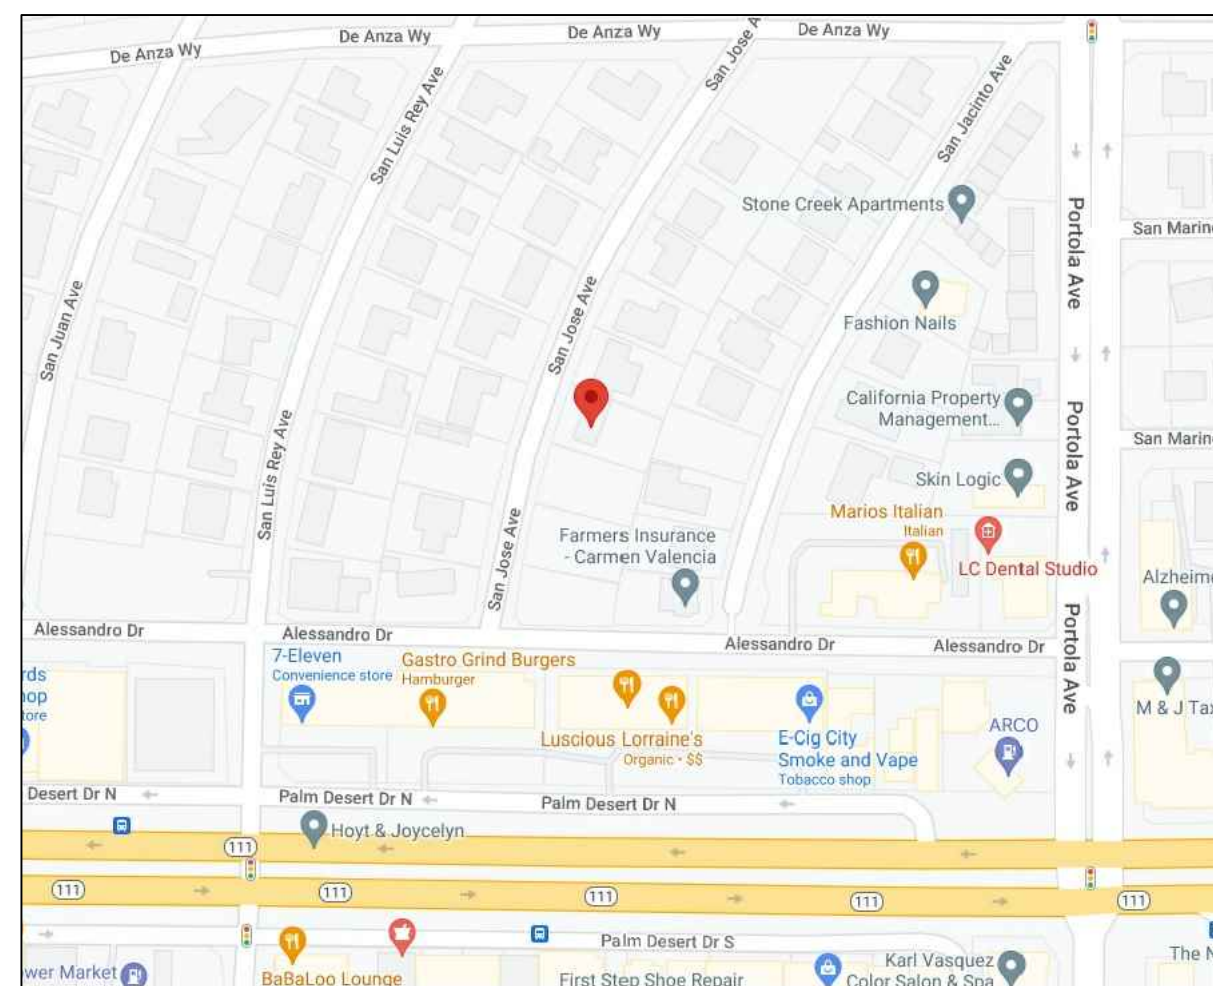 De Anza Wy
De Anza Wy
De Anza Wy
De Anza Wy
San Jose A
San Luis Rey Ave
San Jacinto Ave
Stone Creek Apartments
Portola Ave
San Marin
San Juan Ave
San Jose Ave
Fashion Nails
California Property
Management...
Portola Ave
San Marin
San Luis Rey Ave
Skin Logic
Marios Italian
Italian
San Jose Ave
Farmers Insurance
- Carmen Valencia
LC Dental Studio
Alzheime
Portola Ave
Alessandro Dr
Alessandro Dr
Alessandro Dr
Alessandro Dr
7-Eleven
Convenience store
Gastro Grind Burgers
Hamburger
rds
op
tore
M & J Tax
Luscious Lorraine's
Organic • $$
E-Cig City
Smoke and Vape
Tobacco shop
ARCO
Desert Dr N
Palm Desert Dr N
Palm Desert Dr N
Hoyt & Joycelyn
111
111
111
111
111
111
Palm Desert Dr S
wer Market
BaBaLoo Lounge
First Step Shoe Repair
Karl Vasquez
Color Salon & Spa
The N